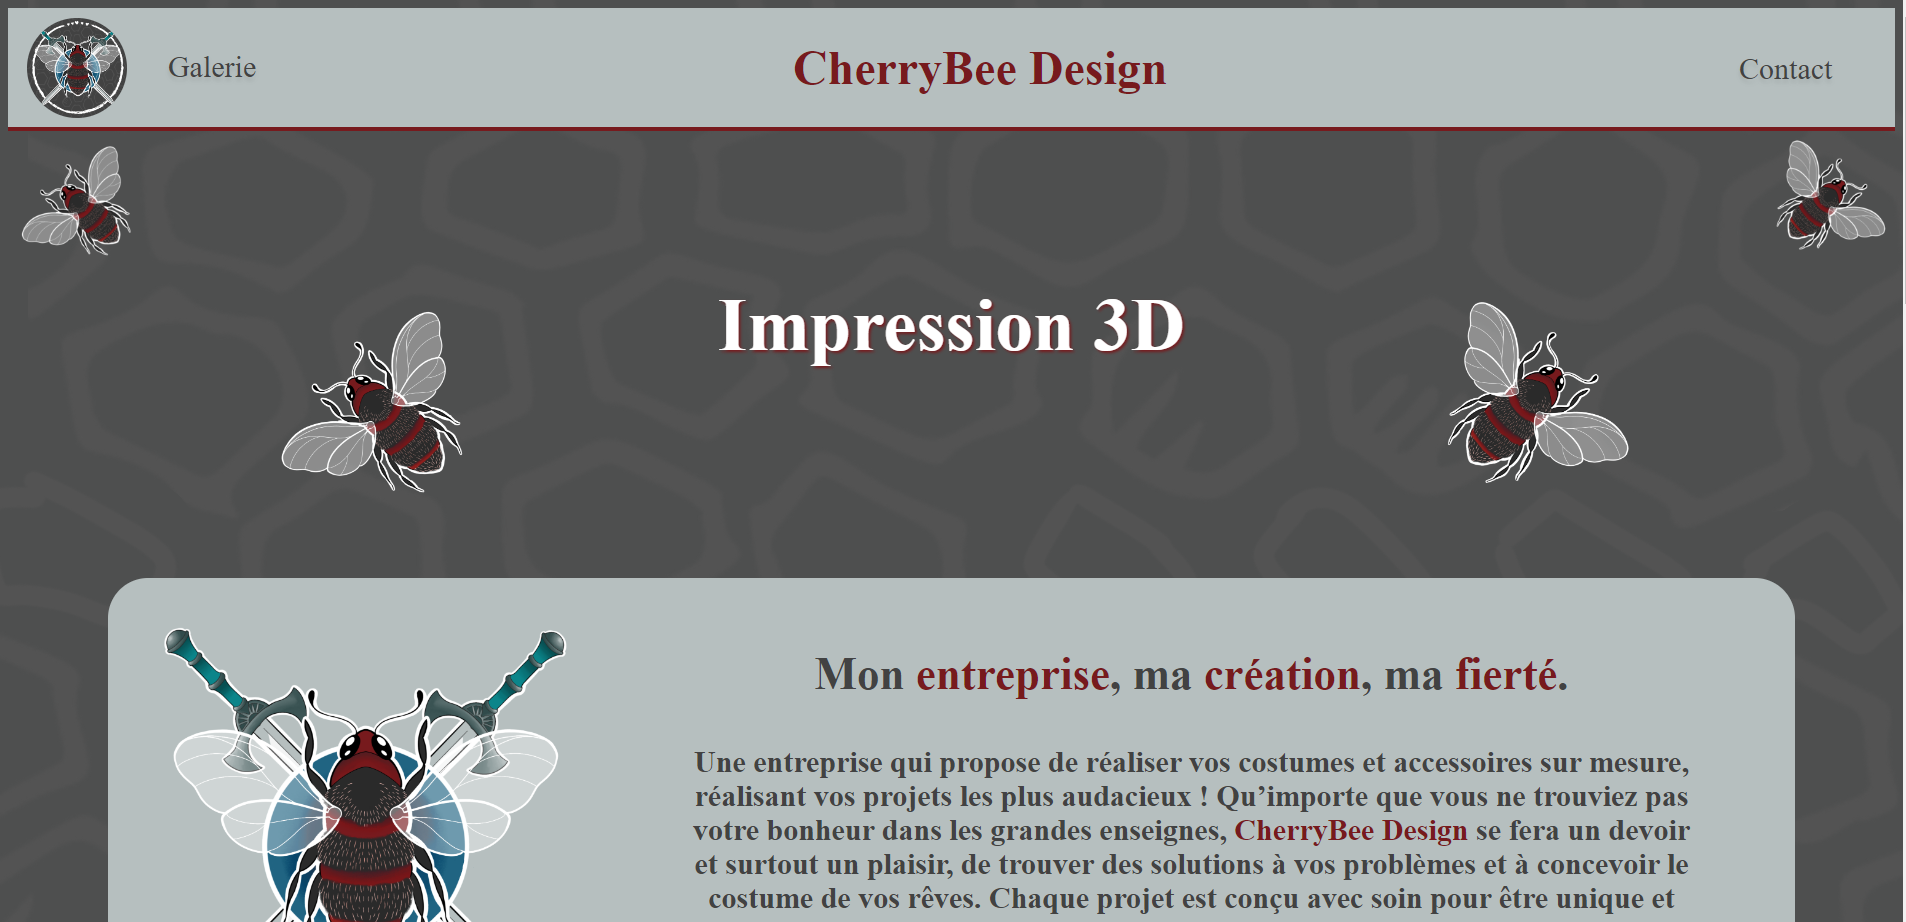 Galerie
CherryBee Design
Contact
Impression 3D
Mon entreprise, ma création, ma fierté.
Une entreprise qui propose de réaliser vos costumes et accessoires sur mesure,
réalisant vos projets les plus audacieux ! Qu’importe que vous ne trouviez pas
votre bonheur dans les grandes enseignes, CherryBee Design se fera un devoir
et surtout un plaisir, de trouver des solutions à vos problèmes et à concevoir le
costume de vos rêves. Chaque projet est conçu avec soin pour être unique et